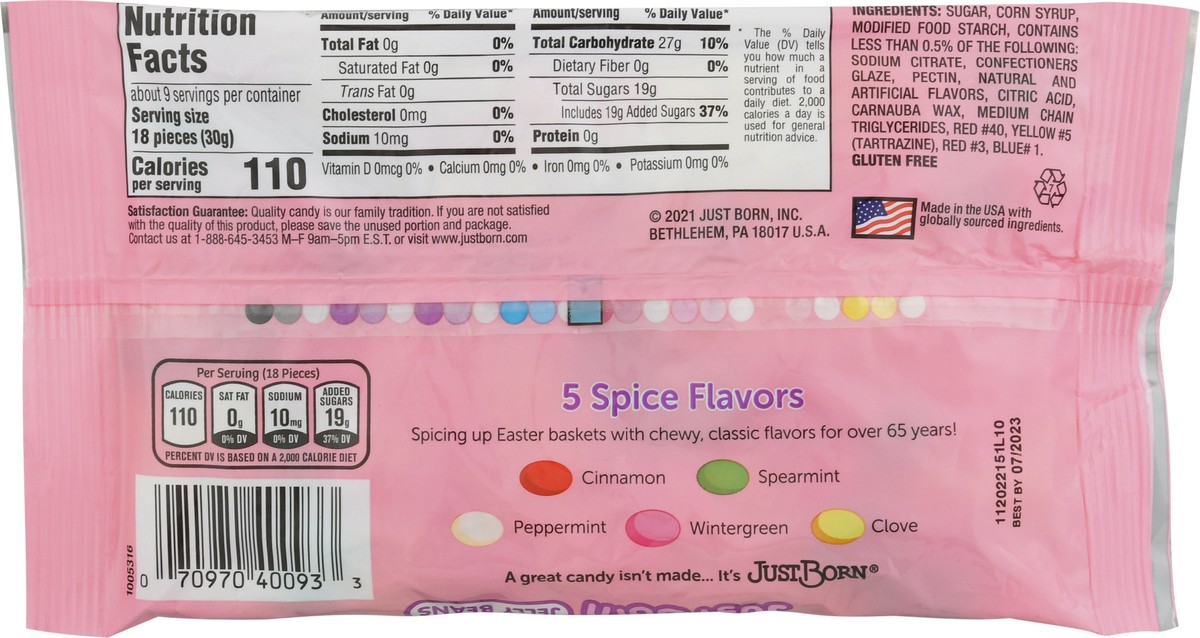 Nutrition
Facts
about 9 servings per container
Serving size
18 pieces (30g)
Calories
per serving 110
Amount/serving % Daily Value*
Total Fat 0g 0%
Saturated Fat 0g 0%
Trans Fat 0g
Cholesterol 0mg 0%
Sodium 10mg 0%
Amount/serving % Daily Value*
Total Carbohydrate 27g 10%
Dietary Fiber 0g 0%
Total Sugars 19g
Includes 19g Added Sugars 37%
Protein 0g
Vitamin D 0mcg 0% • Calcium 0mg 0% • Iron 0mg 0% • Potassium 0mg 0%
* The % Daily
Value (DV) tells
you how much a
nutrient in a
serving of food
contributes to a
daily diet. 2,000
calories a day is
used for general
nutrition advice.
INGREDIENTS: SUGAR, CORN SYRUP,
MODIFIED FOOD STARCH, CONTAINS
LESS THAN 0.5% OF THE FOLLOWING:
SODIUM CITRATE, CONFECTIONERS
GLAZE, PECTIN, NATURAL AND
ARTIFICIAL FLAVORS, CITRIC ACID,
CARNAUBA WAX, MEDIUM CHAIN
TRIGLYCERIDES, RED #40, YELLOW #5
(TARTRAZINE), RED #3, BLUE# 1.
GLUTEN FREE
7
Satisfaction Guarantee: Quality candy is our family tradition. If you are not satisfied
with the quality of this product, please save the unused portion and package.
Contact us at 1-888-645-3453 M–F 9am–5pm E.S.T. or visit www.justborn.com
© 2021 JUST BORN, INC.
BETHLEHEM, PA 18017 U.S.A.
Made in the USA with
globally sourced ingredients.
Per Serving (18 Pieces)
CALORIES
110
SAT FAT
0g
0% DV
SODIUM
10mg
0% DV
ADDED
SUGARS
19g
37% DV
PERCENT DV IS BASED ON A 2,000 CALORIE DIET
5 Spice Flavors
Spicing up Easter baskets with chewy, classic flavors for over 65 years!
Cinnamon
Spearmint
Peppermint
Wintergreen
Clove
A great candy isn't made... It's JUST BORN®
112022151L10
BEST BY 07/2023
1005316
0 70970 40093 3
JELLY BEANS